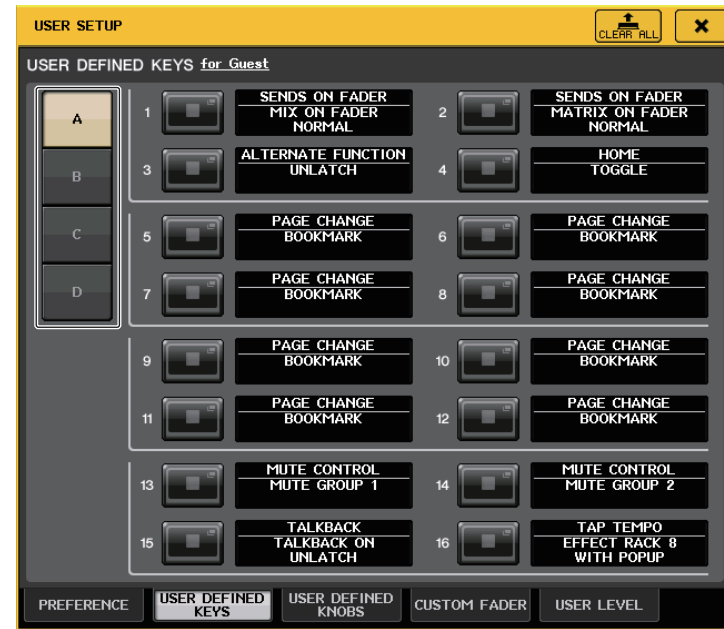 USER SETUP
CLEAR ALL
USER DEFINED KEYS for Guest
A
B
C
D
1
SENDS ON FADER
MIX ON FADER
NORMAL
2
SENDS ON FADER
MATRIX ON FADER
NORMAL
3
ALTERNATE FUNCTION
UNLATCH
4
HOME
TOGGLE
5
PAGE CHANGE
BOOKMARK
6
PAGE CHANGE
BOOKMARK
7
PAGE CHANGE
BOOKMARK
8
PAGE CHANGE
BOOKMARK
9
PAGE CHANGE
BOOKMARK
10
PAGE CHANGE
BOOKMARK
11
PAGE CHANGE
BOOKMARK
12
PAGE CHANGE
BOOKMARK
13
MUTE CONTROL
MUTE GROUP 1
14
MUTE CONTROL
MUTE GROUP 2
15
TALKBACK
TALKBACK ON
UNLATCH
16
TAP TEMPO
EFFECT RACK 8
WITH POPUP
PREFERENCE
USER DEFINED
KEYS
USER DEFINED
KNOBS
CUSTOM FADER
USER LEVEL